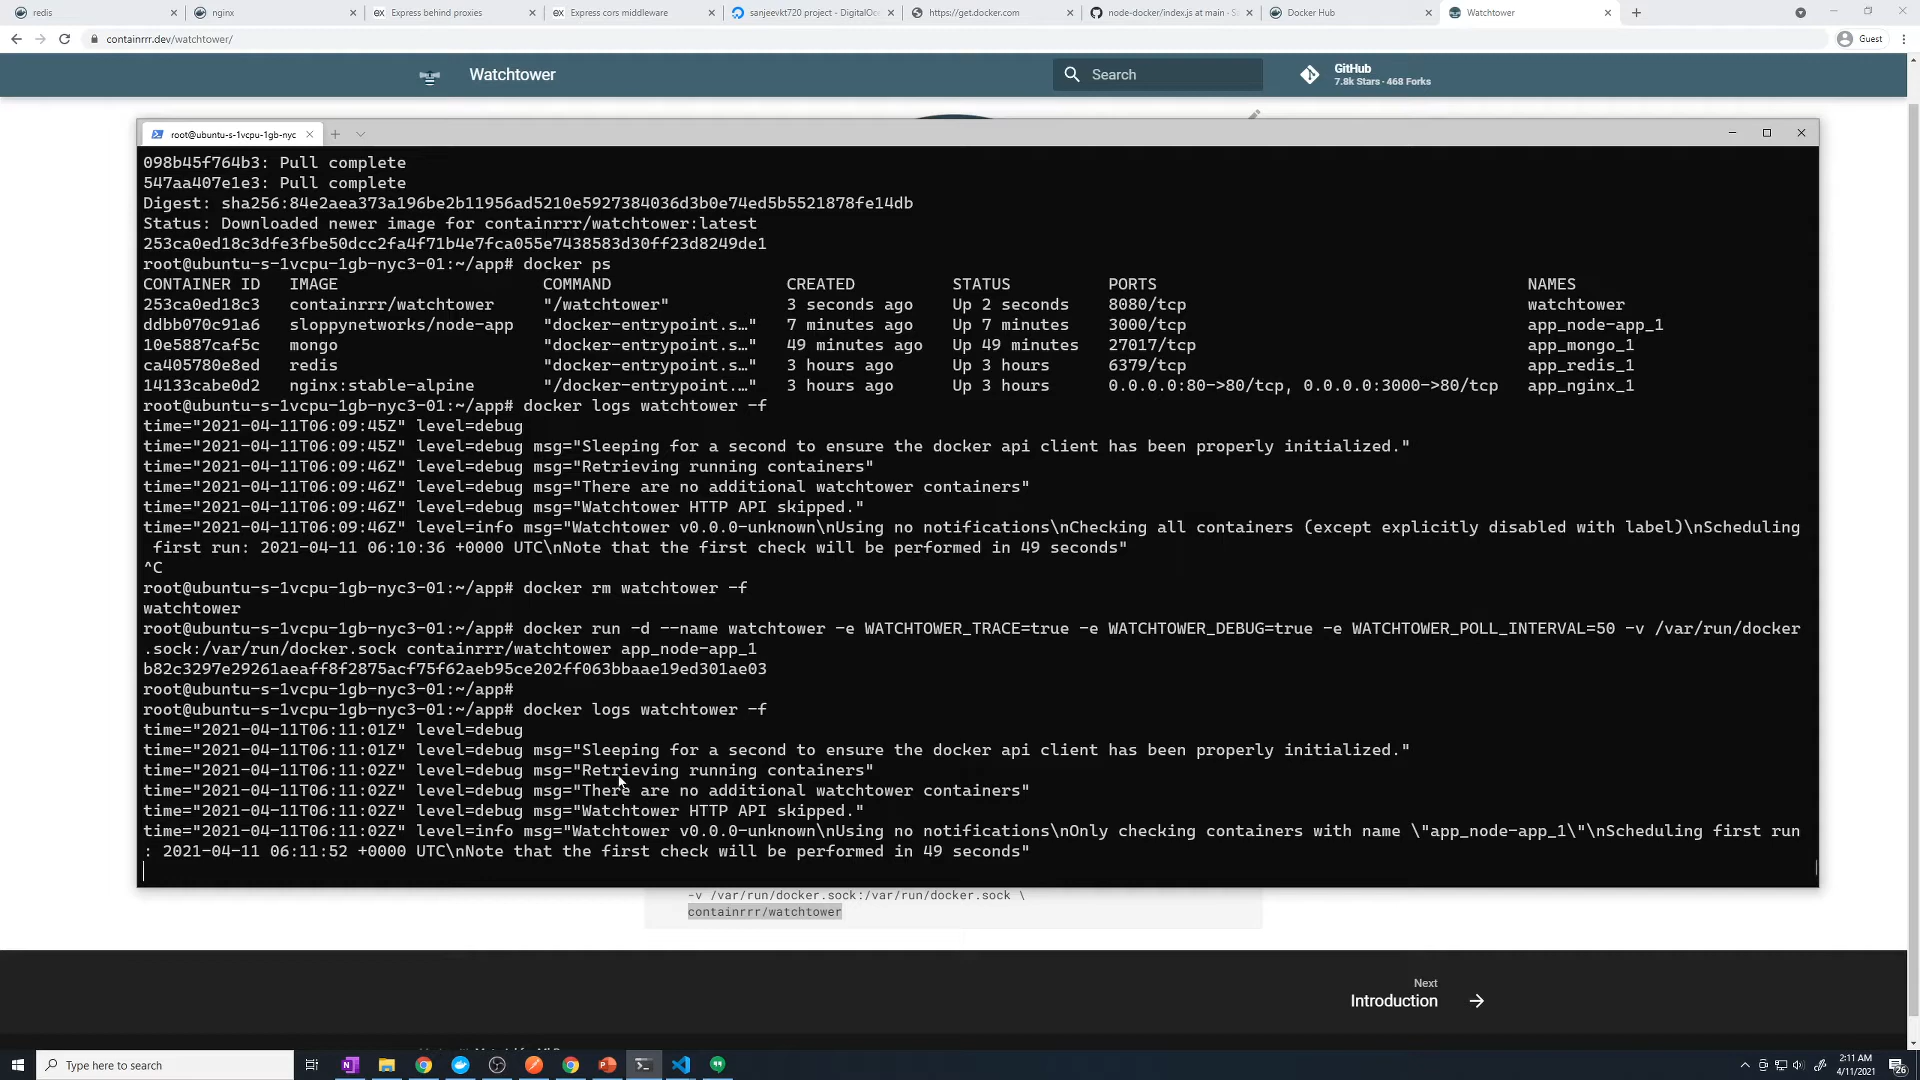 redis
nginx
Express behind proxies
Express cors middleware
sanjeevkt720 project - DigitalOc
https://get.docker.com
node-docker/index.js at main · S
Docker Hub
Watchtower
containrrr.dev/watchtower/
Guest
Watchtower
Search
GitHub
7.8k Stars · 468 Forks
root@ubuntu-s-1vcpu-1gb-nyc
098b45f764b3: Pull complete
547aa407e1e3: Pull complete
Digest: sha256:84e2aea373a196be2b11956ad5210e5927384036d3b0e74ed5b5521878fe14db
Status: Downloaded newer image for containrrr/watchtower:latest
253ca0ed18c3dfe3fbe50dcc2fa4f71b4e7fca055e7438583d30ff23d8249de1
root@ubuntu-s-1vcpu-1gb-nyc3-01:~/app# docker ps
CONTAINER ID IMAGE COMMAND CREATED STATUS PORTS NAMES
253ca0ed18c3 containrrr/watchtower "/watchtower" 3 seconds ago Up 2 seconds 8080/tcp watchtower
ddbb070c91a6 sloppynetworks/node-app "docker-entrypoint.s…" 7 minutes ago Up 7 minutes 3000/tcp app_node-app_1
10e5887caf5c mongo "docker-entrypoint.s…" 49 minutes ago Up 49 minutes 27017/tcp app_mongo_1
ca405780e8ed redis "docker-entrypoint.s…" 3 hours ago Up 3 hours 6379/tcp app_redis_1
14133cabe0d2 nginx:stable-alpine "/docker-entrypoint.…" 3 hours ago Up 3 hours 0.0.0.0:80->80/tcp, 0.0.0.0:3000->80/tcp app_nginx_1
root@ubuntu-s-1vcpu-1gb-nyc3-01:~/app# docker logs watchtower -f
time="2021-04-11T06:09:45Z" level=debug
time="2021-04-11T06:09:45Z" level=debug msg="Sleeping for a second to ensure the docker api client has been properly initialized."
time="2021-04-11T06:09:46Z" level=debug msg="Retrieving running containers"
time="2021-04-11T06:09:46Z" level=debug msg="There are no additional watchtower containers"
time="2021-04-11T06:09:46Z" level=debug msg="Watchtower HTTP API skipped."
time="2021-04-11T06:09:46Z" level=info msg="Watchtower v0.0.0-unknown\nUsing no notifications\nChecking all containers (except explicitly disabled with label)\nScheduling
first run: 2021-04-11 06:10:36 +0000 UTC\nNote that the first check will be performed in 49 seconds"
^C
root@ubuntu-s-1vcpu-1gb-nyc3-01:~/app# docker rm watchtower -f
watchtower
root@ubuntu-s-1vcpu-1gb-nyc3-01:~/app# docker run -d --name watchtower -e WATCHTOWER_TRACE=true -e WATCHTOWER_DEBUG=true -e WATCHTOWER_POLL_INTERVAL=50 -v /var/run/docker
.sock:/var/run/docker.sock containrrr/watchtower app_node-app_1
b82c3297e29261aeaff8f2875acf75f62aeb95ce202ff063bbaae19ed301ae03
root@ubuntu-s-1vcpu-1gb-nyc3-01:~/app#
root@ubuntu-s-1vcpu-1gb-nyc3-01:~/app# docker logs watchtower -f
time="2021-04-11T06:11:01Z" level=debug
time="2021-04-11T06:11:01Z" level=debug msg="Sleeping for a second to ensure the docker api client has been properly initialized."
time="2021-04-11T06:11:02Z" level=debug msg="Retrieving running containers"
time="2021-04-11T06:11:02Z" level=debug msg="There are no additional watchtower containers"
time="2021-04-11T06:11:02Z" level=debug msg="Watchtower HTTP API skipped."
time="2021-04-11T06:11:02Z" level=info msg="Watchtower v0.0.0-unknown\nUsing no notifications\nOnly checking containers with name \"app_node-app_1\"\nScheduling first run
: 2021-04-11 06:11:52 +0000 UTC\nNote that the first check will be performed in 49 seconds"
-v /var/run/docker.sock:/var/run/docker.sock \
containrrr/watchtower
Next
Introduction
Type here to search
2:11 AM
4/11/2021
26